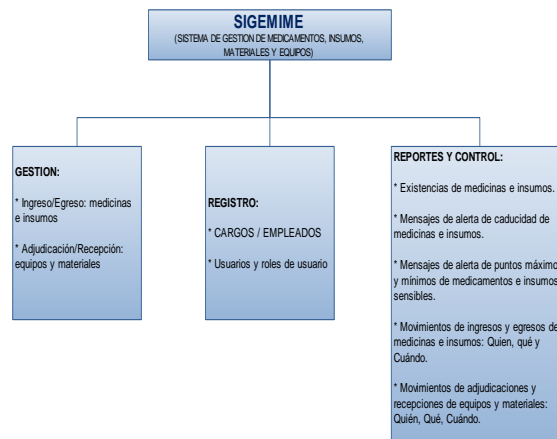 SIGEMIME
(SISTEMA DE GESTION DE MEDICAMENTOS, INSUMOS,
MATERIALES Y EQUIPOS)
GESTION:
* Ingreso/Egreso: medicinas
e insumos
* Adjudicación/Recepción:
equipos y materiales
REGISTRO:
* CARGOS / EMPLEADOS
* Usuarios y roles de usuario
REPORTES Y CONTROL:
* Existencias de medicinas e insumos.
* Mensajes de alerta de caducidad de
medicinas e insumos.
* Mensajes de alerta de puntos máximo
y mínimos de medicamentos e insumos
sensibles.
* Movimientos de ingresos y egresos de
medicinas e insumos: Quien, qué y
Cuándo.
* Movimientos de adjudicaciones y
recepciones de equipos y materiales:
Quién, Qué, Cuándo.